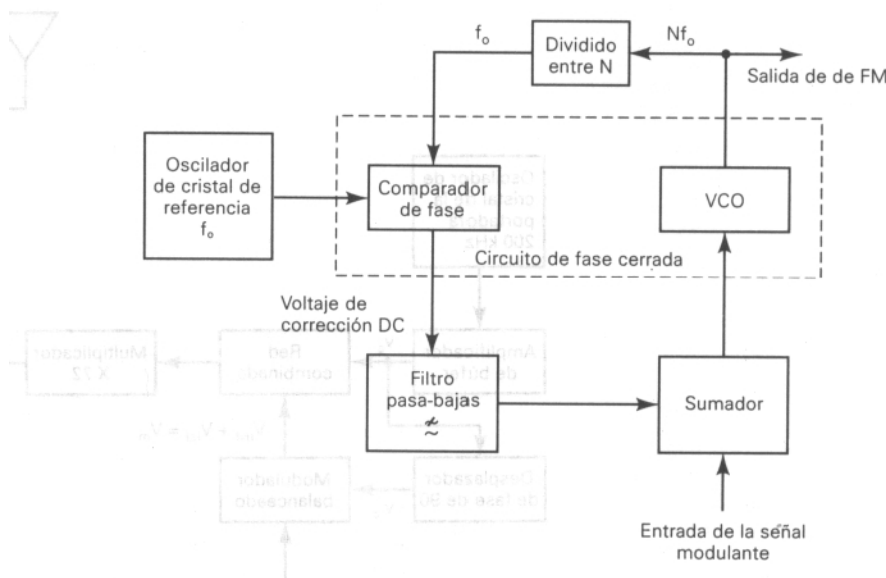 f₀
Dividido
entre N
Nf₀
Salida de de FM
Oscilador
de cristal de
referencia
f₀
Comparador
de fase
VCO
Circuito de fase cerrada
Voltaje de
corrección DC
Filtro
pasa-bajas
Sumador
Entrada de la señal
modulante